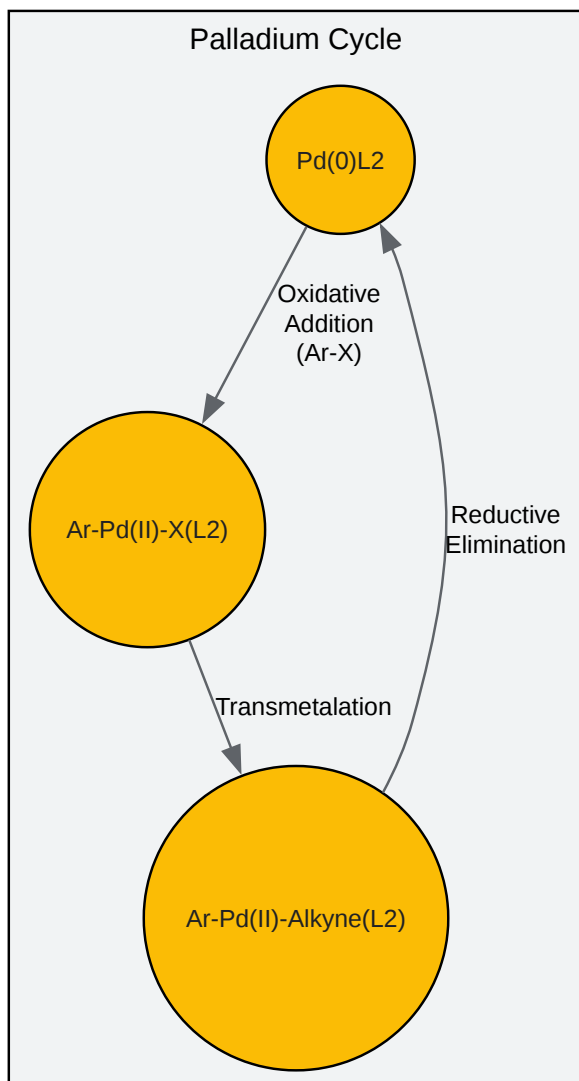 Palladium Cycle
Pd(0)L2
Oxidative
Addition
(Ar-X)
Ar-Pd(II)-X(L2)
Reductive
Elimination
Transmetalation
Ar-Pd(II)-Alkyne(L2)